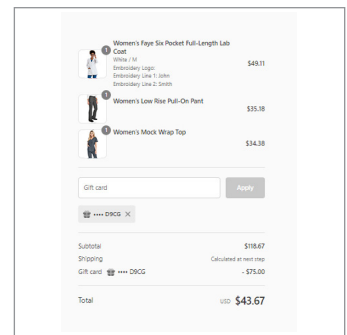 1
Women's Faye Six Pocket Full-Length Lab
Coat
White / M
Embroidery Logo:
Embroidery Line 1: John
Embroidery Line 2: Smith
$49.11
1
Women's Low Rise Pull-On Pant
$35.18
1
Women's Mock Wrap Top
$34.38
Gift card
Apply
•••• D9CG ×
Subtotal $118.67
Shipping Calculated at next step
Gift card •••• D9CG - $75.00
Total USD $43.67